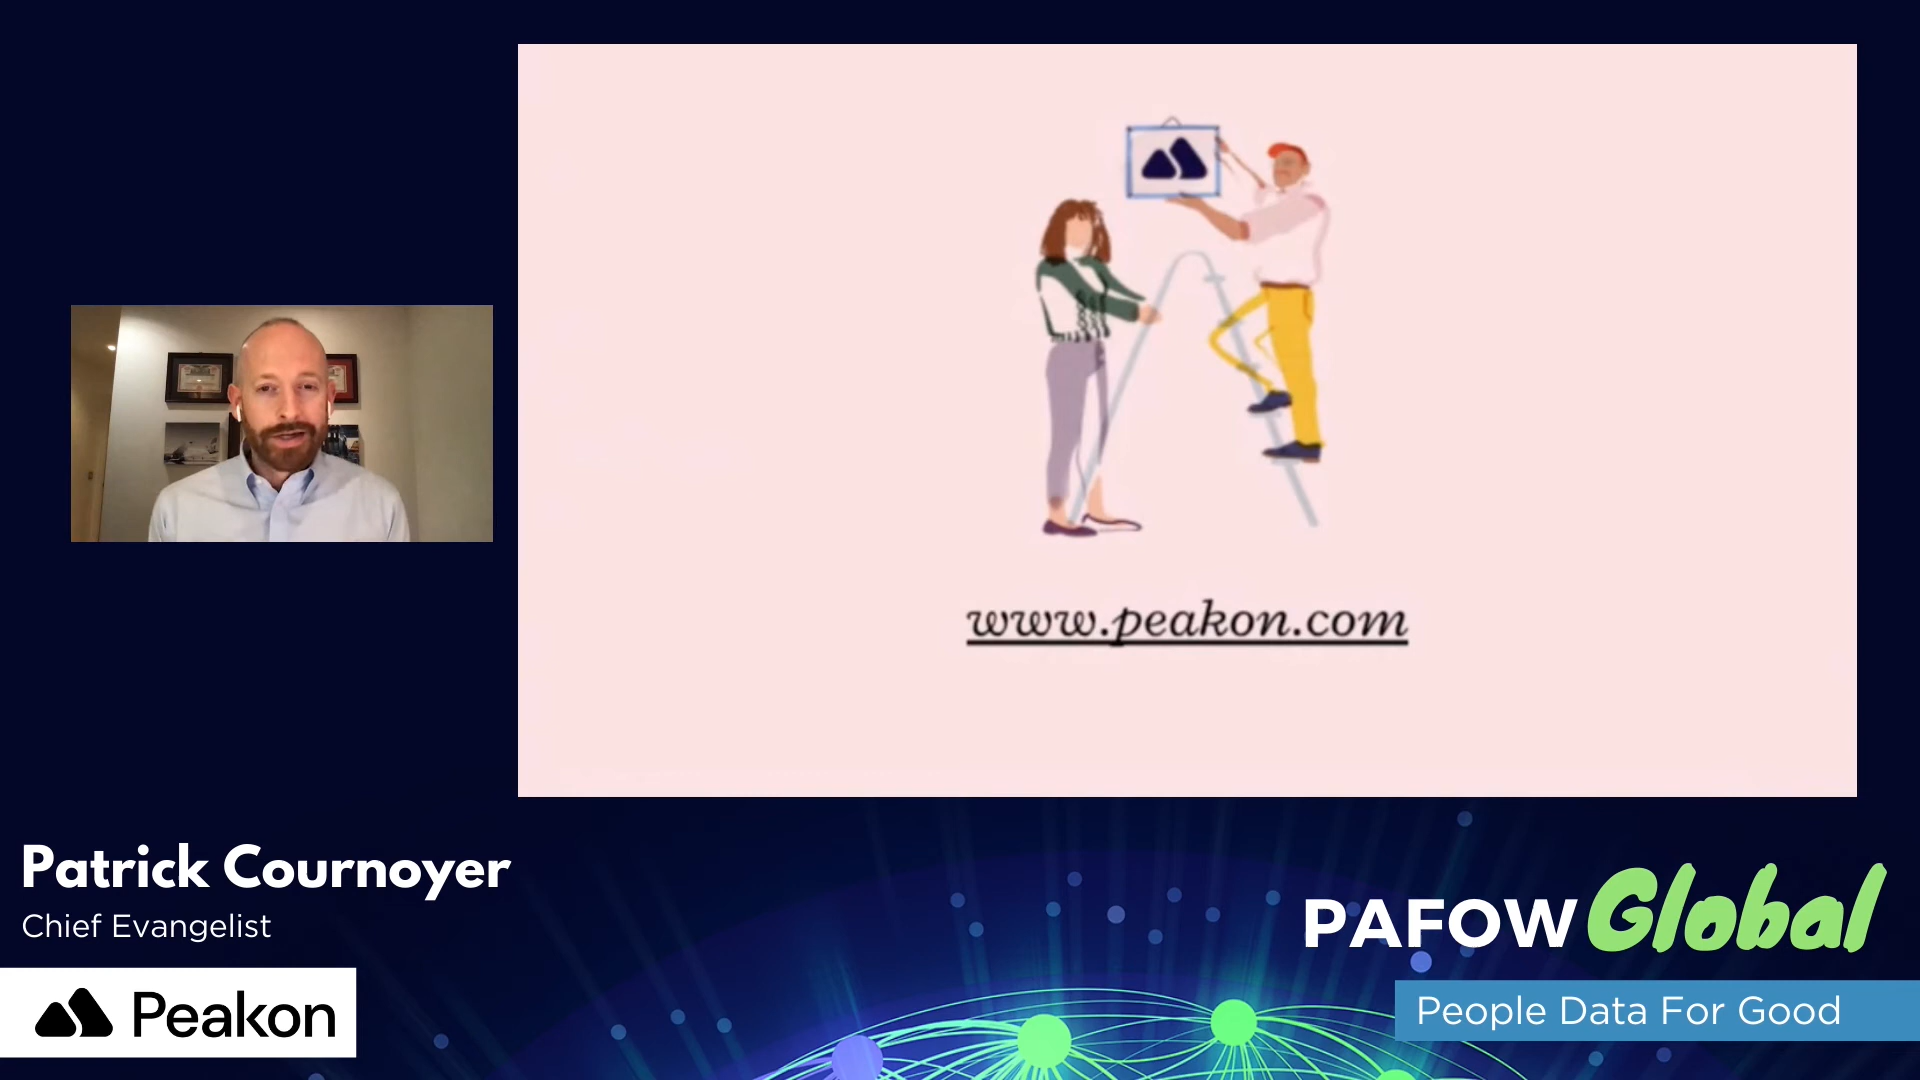 www.peakon.com
Patrick Cournoyer
Chief Evangelist
Peakon
PAFOW Global
People Data For Good